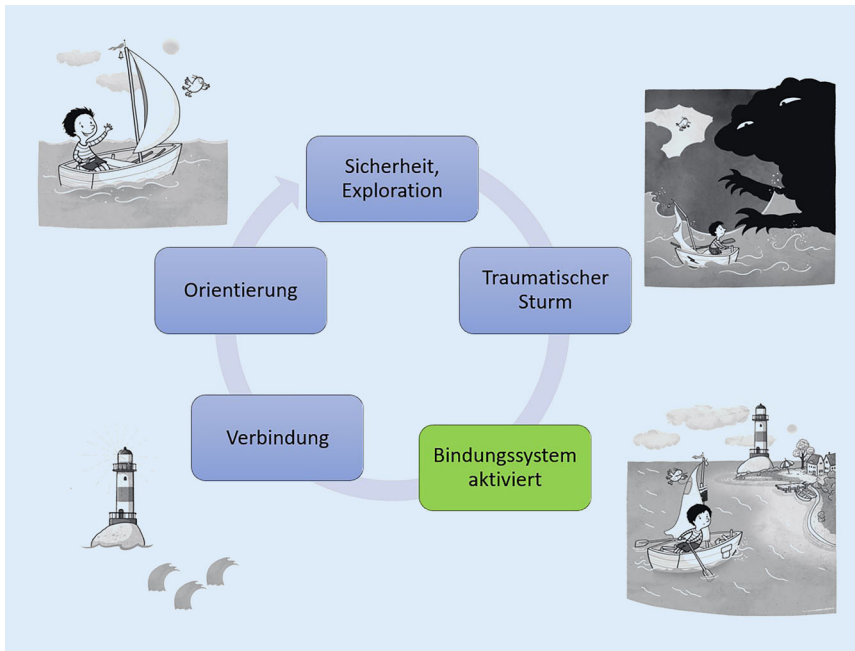 Sicherheit,
Exploration
Traumatischer
Sturm
Bindungssystem
aktiviert
Verbindung
Orientierung